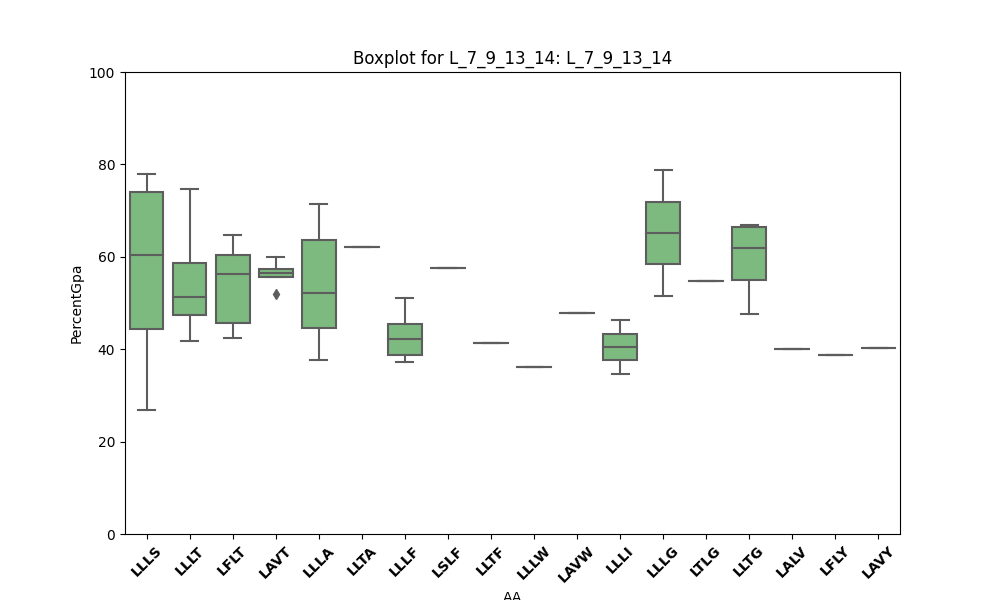 Boxplot for L_7_9_13_14: L_7_9_13_14
100
80
60
40
20
0
PercentGpa
LLLS LLLT LFLT LAVT LLLA LLTA LLLF LSLF LLTF LLLW LAVW LLLI LLLG LTLG LLTG LALV LFLY LAVY
AA